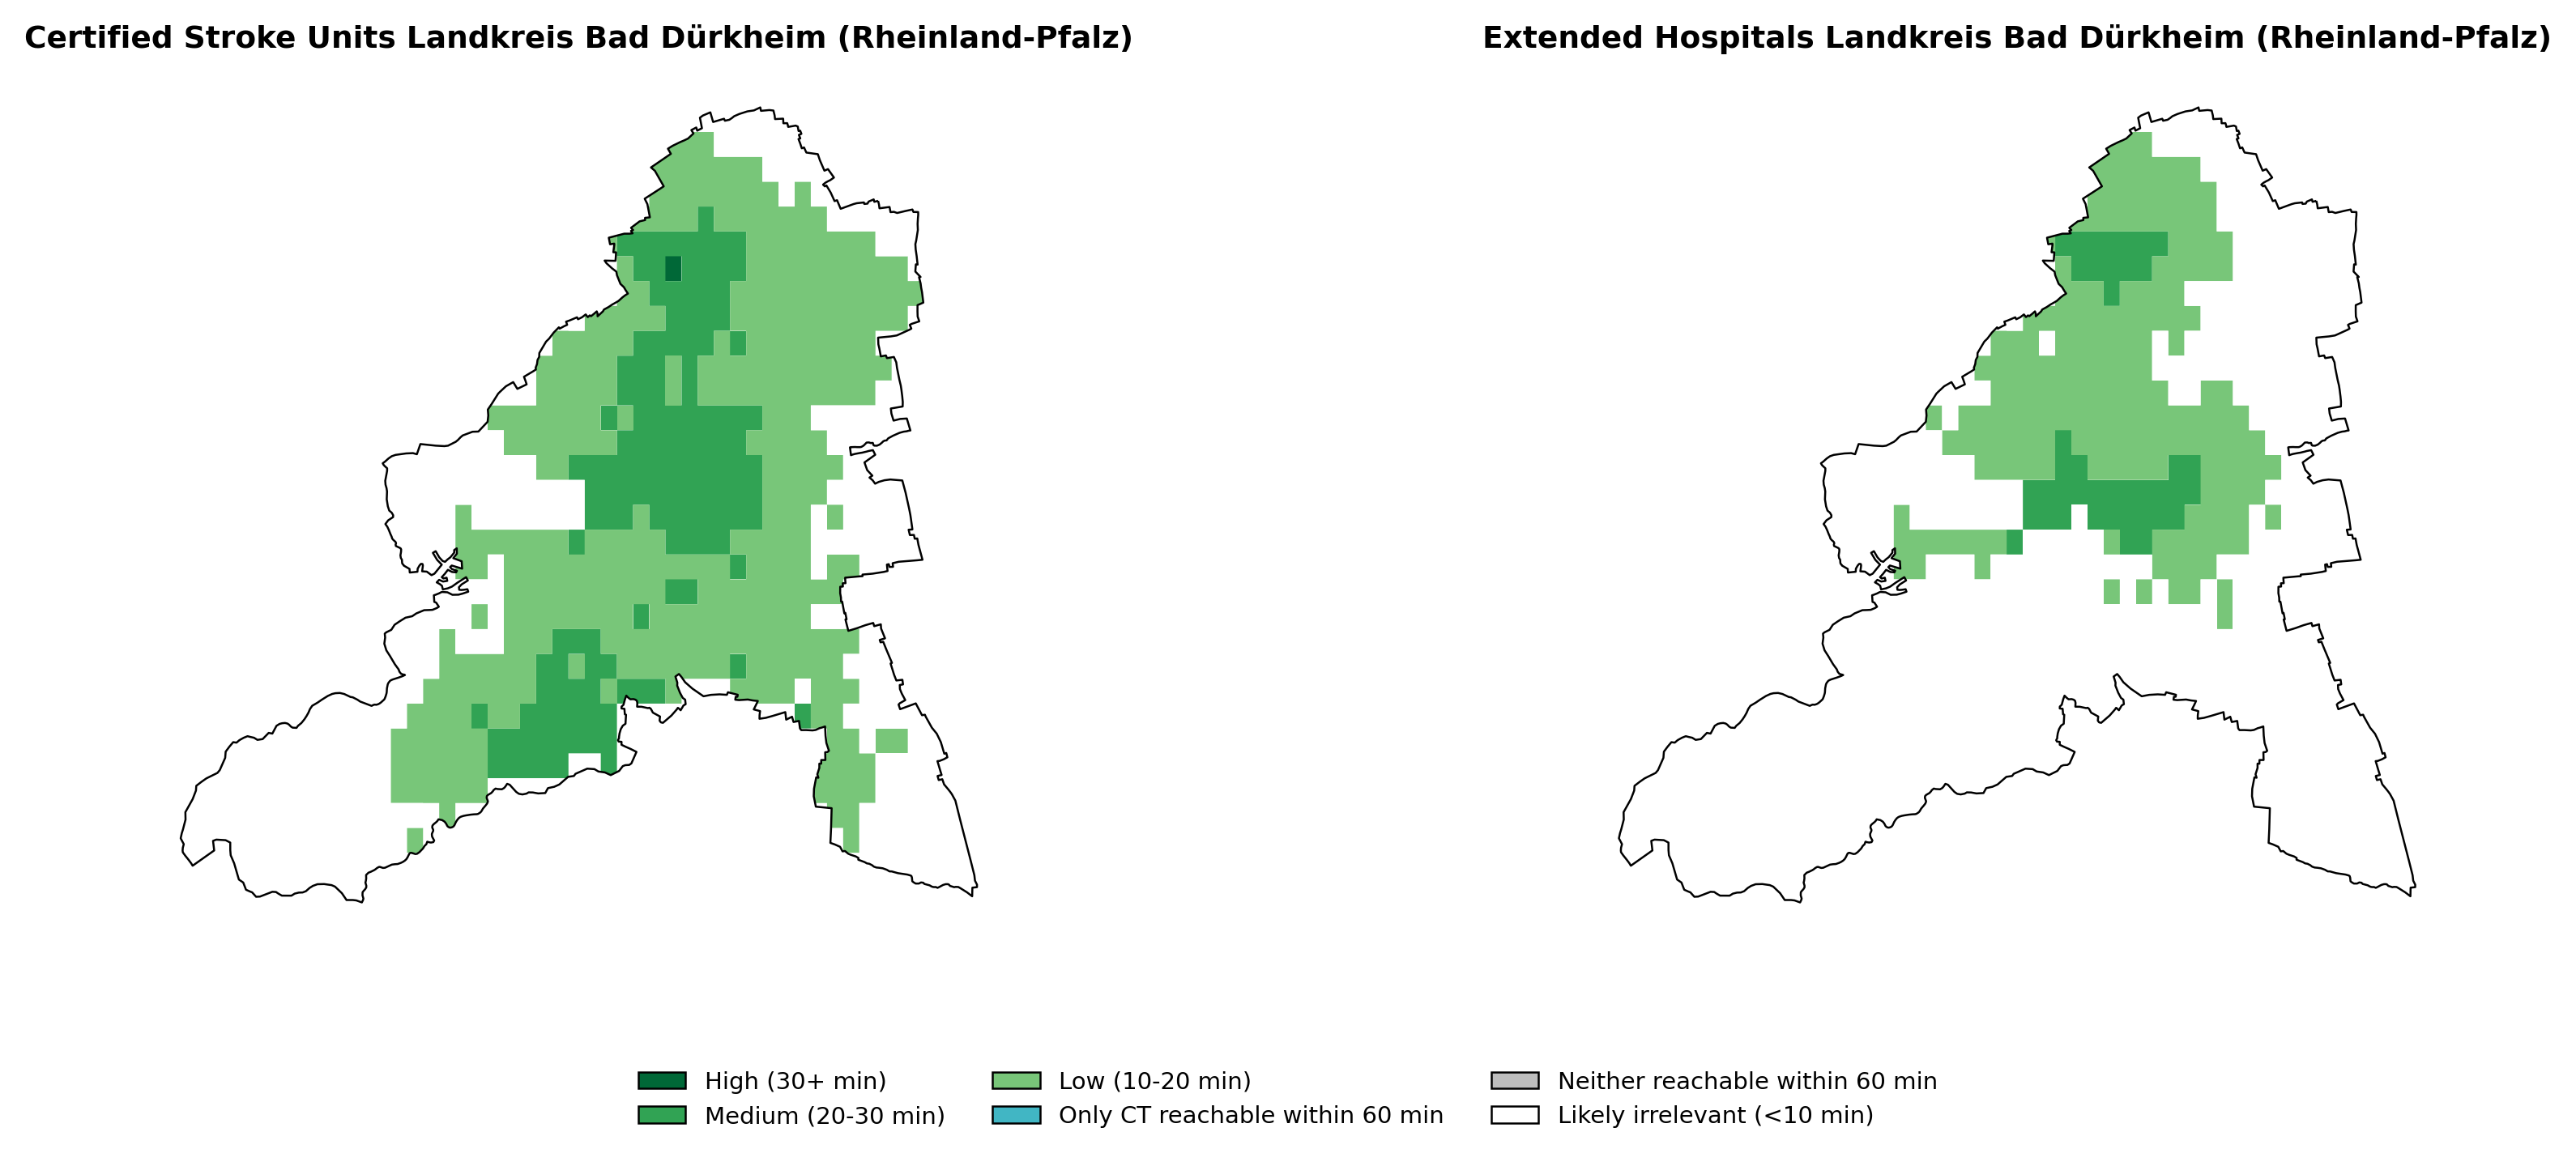 Certified Stroke Units Landkreis Bad Dürkheim (Rheinland-Pfalz)
Extended Hospitals Landkreis Bad Dürkheim (Rheinland-Pfalz)
High (30+ min)
Medium (20-30 min)
Low (10-20 min)
Only CT reachable within 60 min
Neither reachable within 60 min
Likely irrelevant (<10 min)